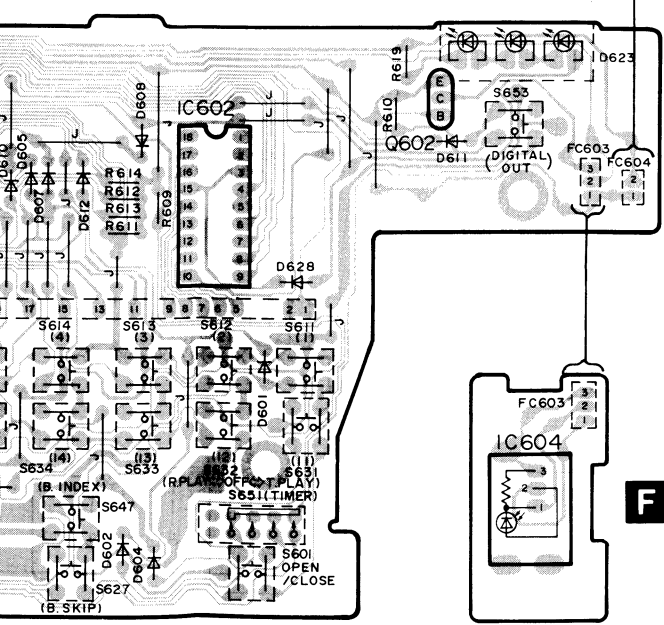 R619
D623
E
C
B
R610
Q602
D611
S653
(DIGITAL OUT)
FC603
3
2
1
FC604
2
1
D608
IC602
18
17
16
15
14
13
12
11
10
1
2
3
4
5
6
7
8
9
J
J
J
J
J
J
D610
D605
D607
D612
R614
R612
R613
R611
R609
D628
17
15
13
11
9
8
7
6
5
2
1
S614
(4)
S613
(3)
S612
(2)
S611
(1)
J
J
J
D601
S634
(14)
S633
(13)
S632
(12)
S631
(11)
(R.PLAY⇔OFF⇔T.PLAY)
S651(TIMER)
(B. INDEX)
S647
D602
D604
S627
(B. SKIP)
S601
OPEN
/CLOSE
FC603
3
2
1
IC604
3
2
1
F